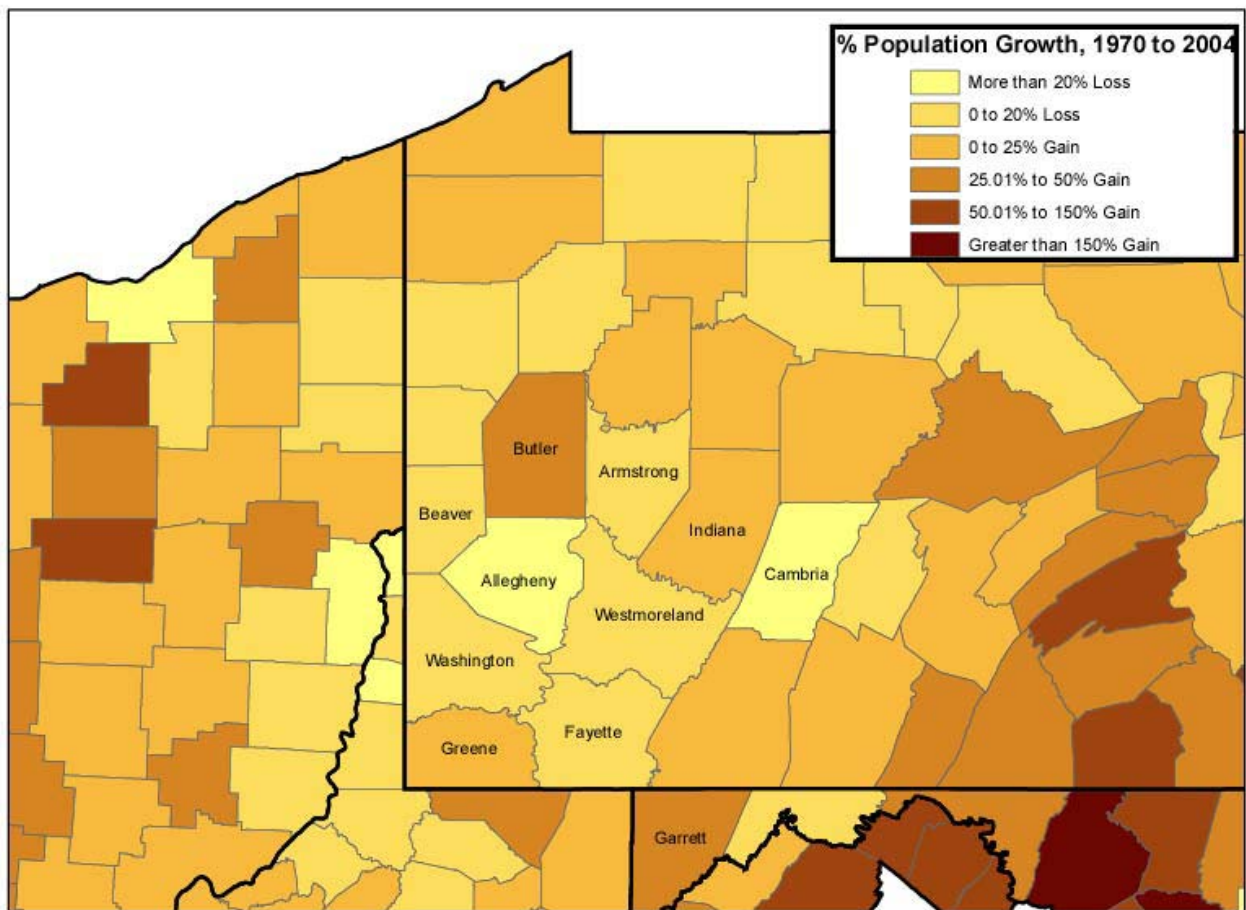 % Population Growth, 1970 to 2004
More than 20% Loss
0 to 20% Loss
0 to 25% Gain
25.01% to 50% Gain
50.01% to 150% Gain
Greater than 150% Gain
Butler
Armstrong
Beaver
Indiana
Allegheny
Cambria
Westmoreland
Washington
Fayette
Greene
Garrett